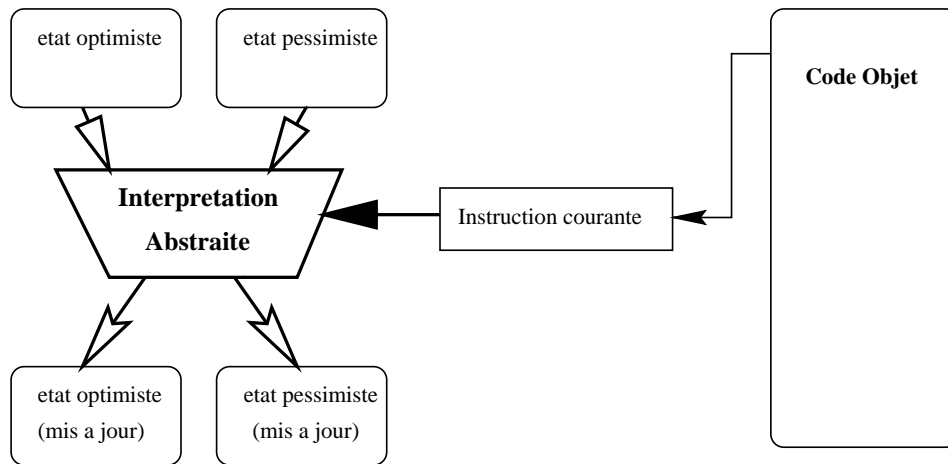 etat optimiste
etat pessimiste
Code Objet
Interpretation
Abstraite
Instruction courante
etat optimiste
(mis a jour)
etat pessimiste
(mis a jour)